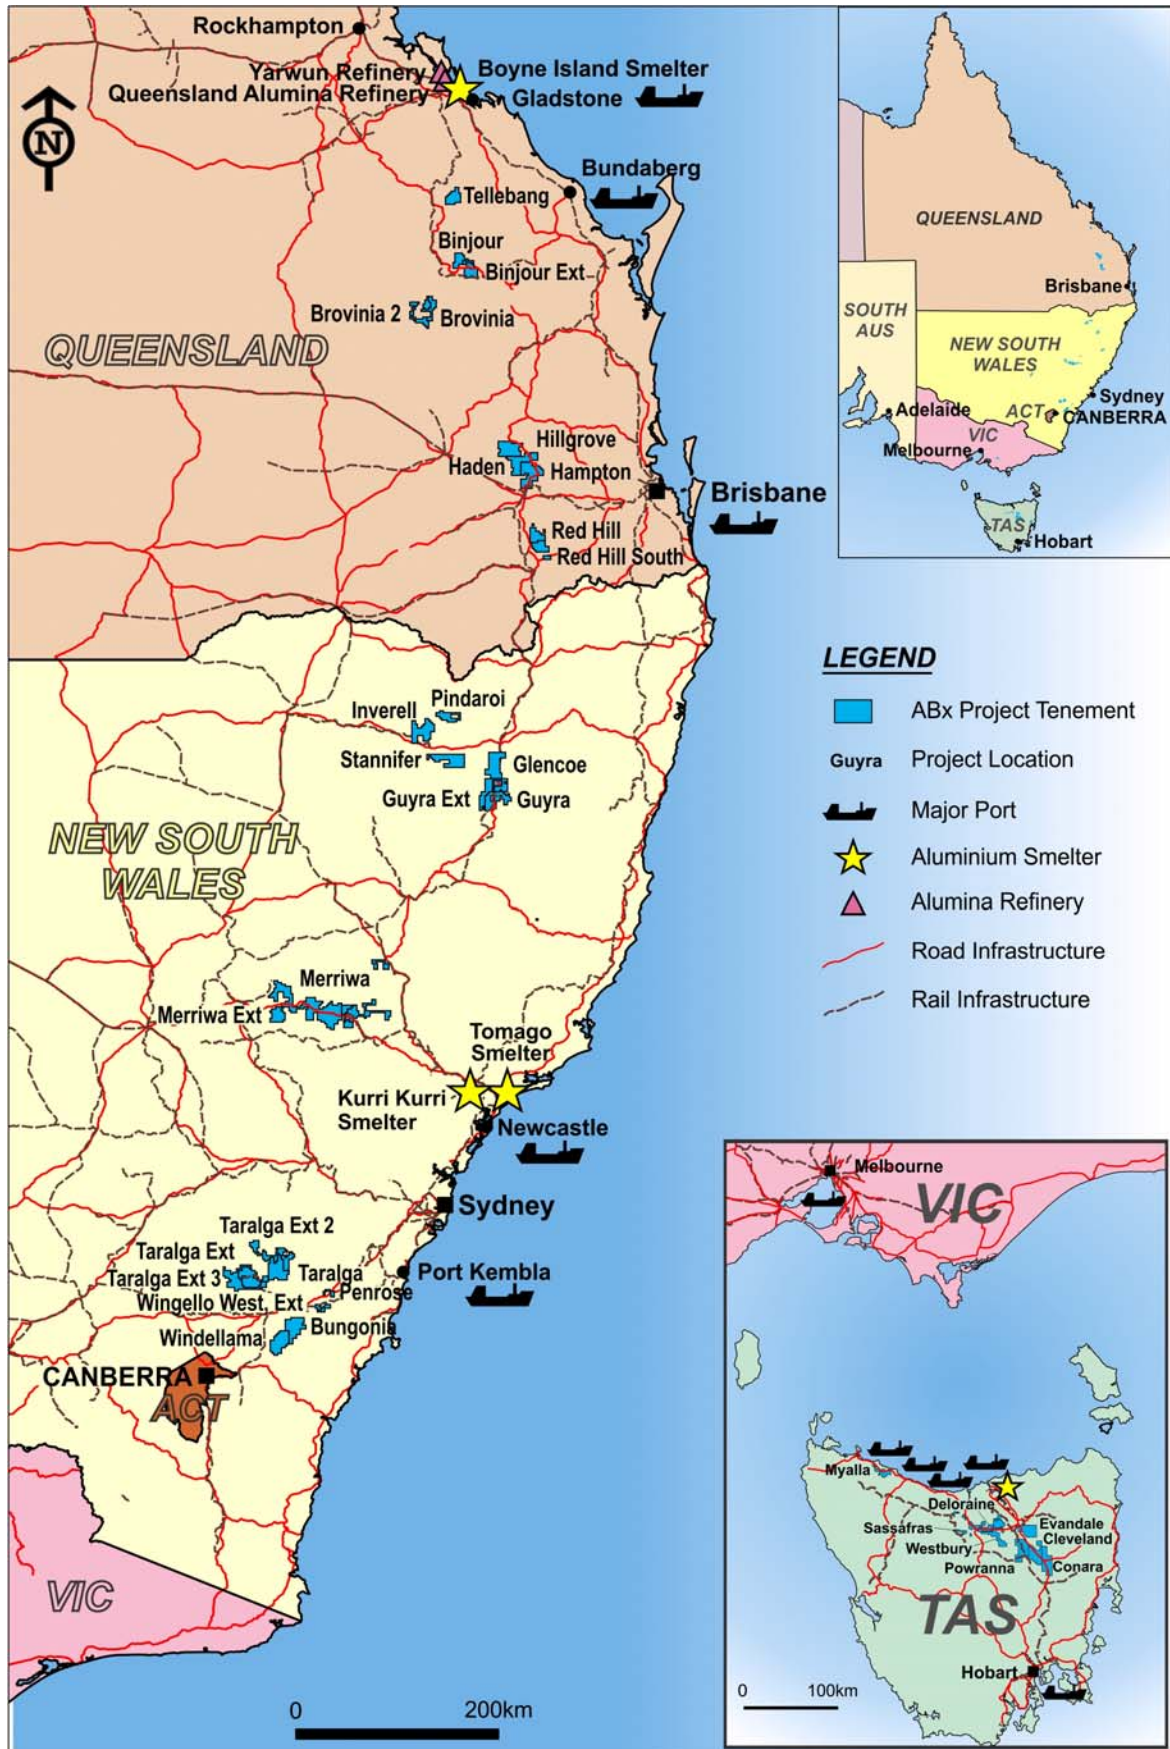 Rockhampton
Yarwun Refinery
Boyne Island Smelter
Queensland Alumina Refinery
Gladstone
N
Bundaberg
Tellebang
Binjour
Binjour Ext
Brovinia 2
Brovinia
QUEENSLAND
Hillgrove
Haden
Hampton
Brisbane
Red Hill
Red Hill South
Pindaroi
Inverell
Stannifer
Glencoe
Guyra Ext
Guyra
NEW SOUTH
WALES
Merriwa
Merriwa Ext
Tomago
Smelter
Kurri Kurri
Smelter
Newcastle
Sydney
Taralga Ext 2
Taralga Ext
Taralga Ext 3
Taralga
Port Kembla
Penrose
Wingello West, Ext
Bungonia
Windellama
CANBERRA
ACT
VIC
0
200km
QUEENSLAND
Brisbane
SOUTH
AUS
NEW SOUTH
WALES
Sydney
ACT
CANBERRA
Adelaide
VIC
Melbourne
TAS
Hobart
LEGEND
ABx Project Tenement
Guyra
Project Location
Major Port
Aluminium Smelter
Alumina Refinery
Road Infrastructure
Rail Infrastructure
Melbourne
VIC
Myalla
Deloraine
Sassafras
Evandale
Cleveland
Westbury
Powranna
Conara
TAS
Hobart
0
100km